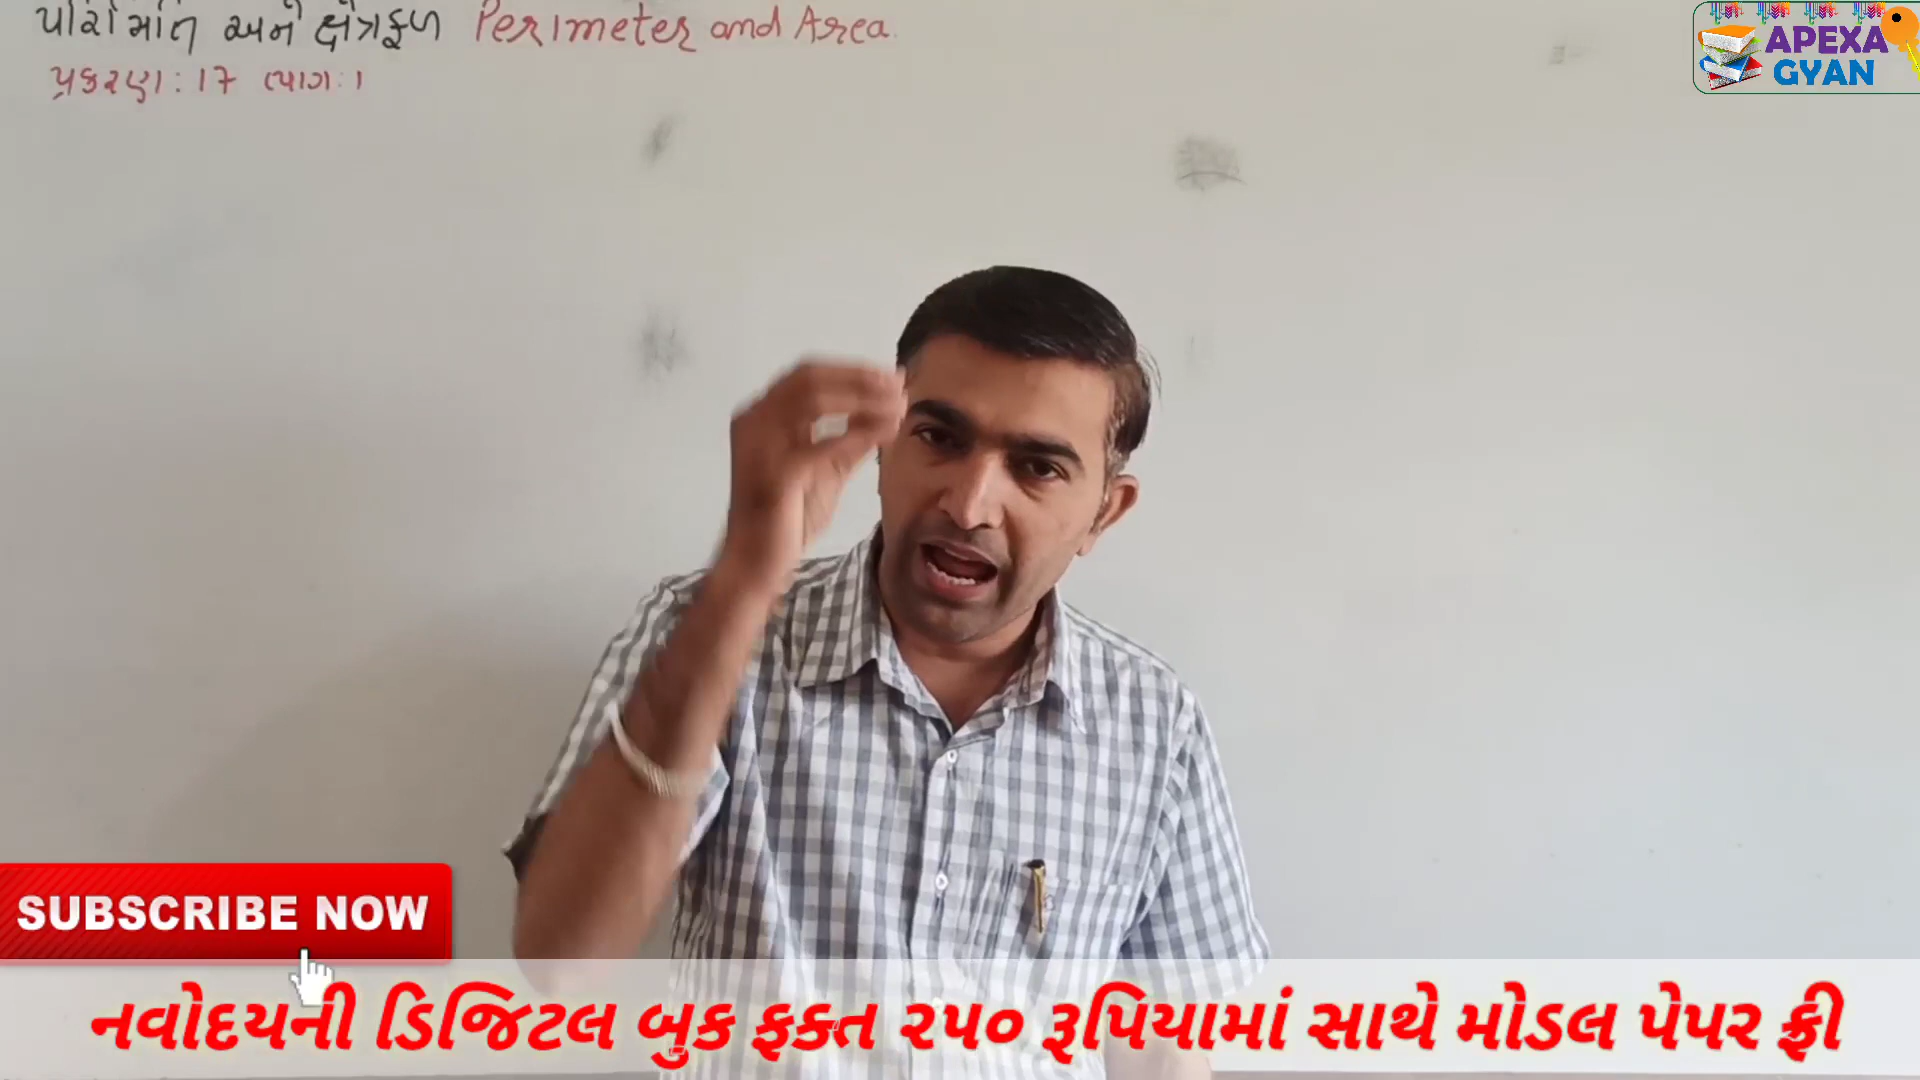 પરિમિતિ અને ક્ષેત્રફળ Perimeter and Area.
પ્રકરણ : 17 ભાગ : 1
APEXA
GYAN
SUBSCRIBE NOW
નવોદયની ડિજિટલ બુક ફક્ત ૨૫૦ રૂપિયામાં સાથે મોડલ પેપર ફ્રી